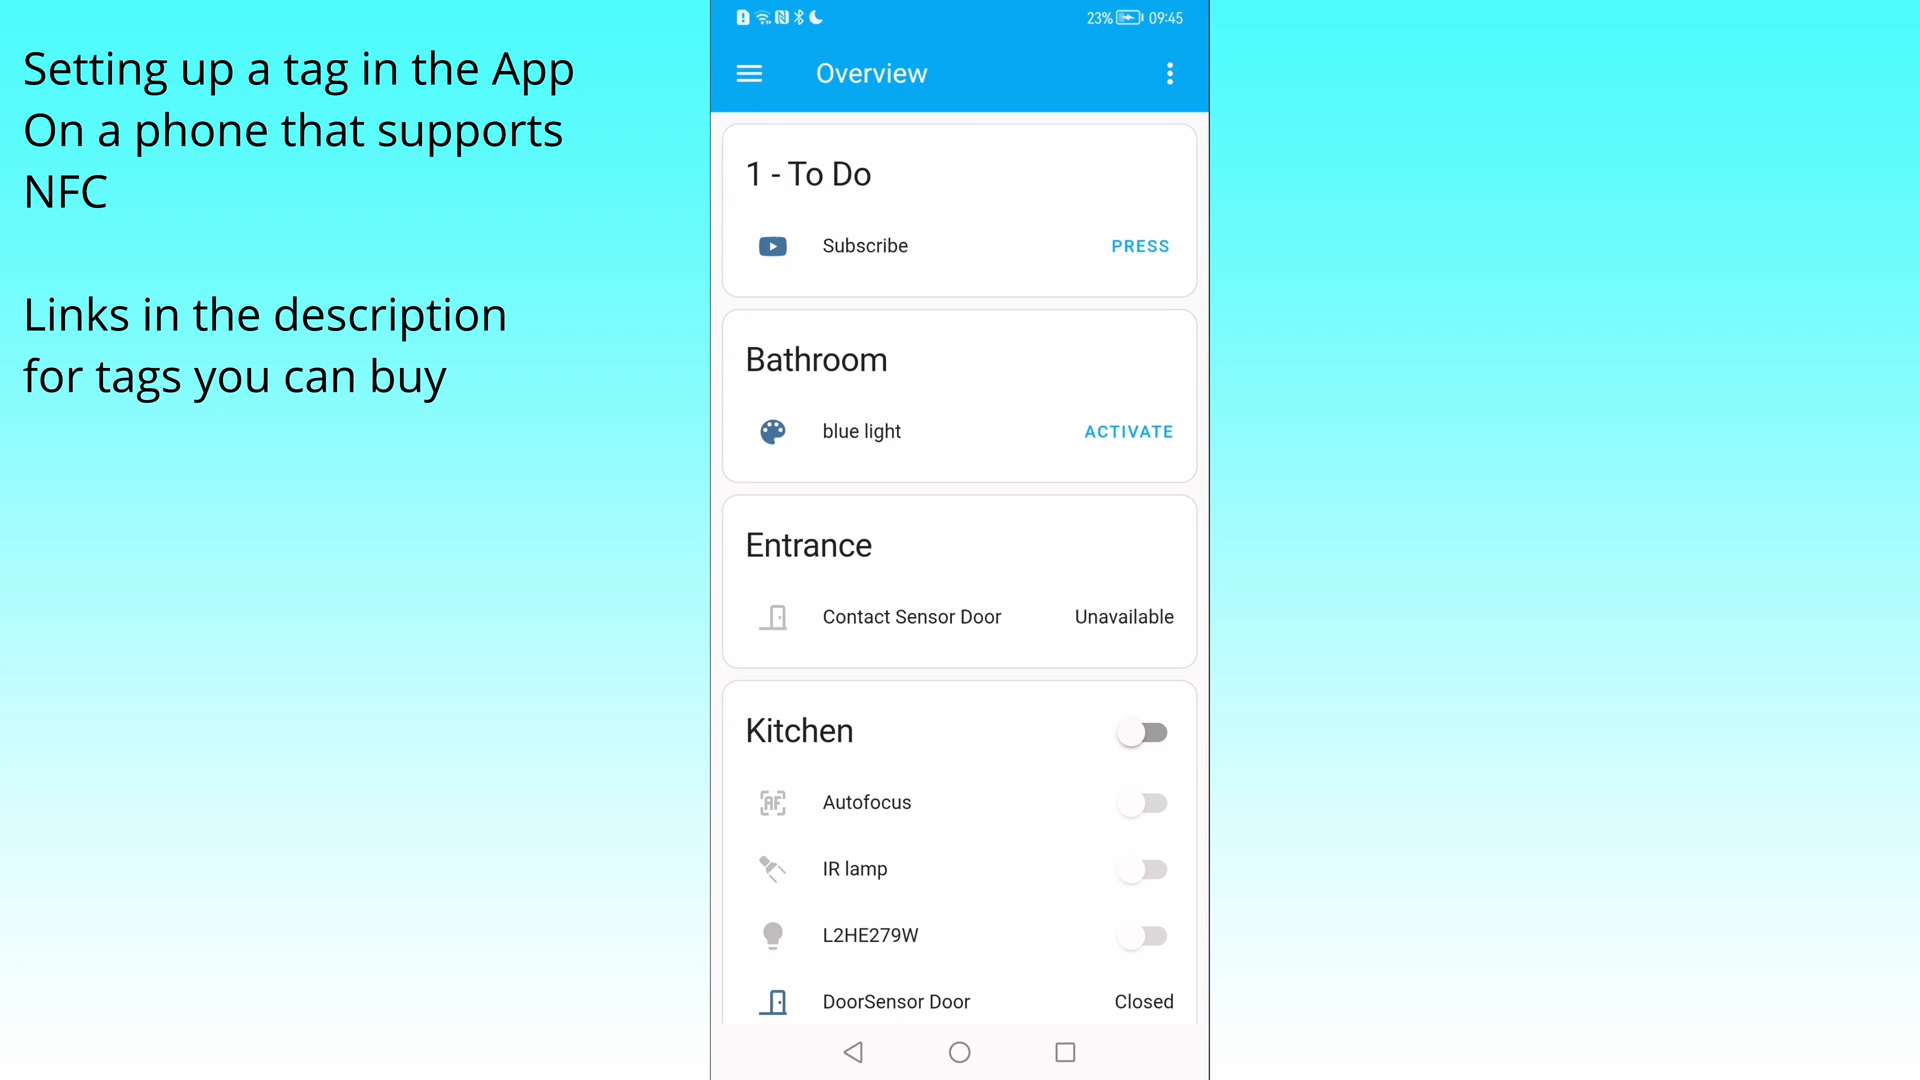 Setting up a tag in the App
On a phone that supports
NFC
Links in the description
for tags you can buy
23% 09:45
Overview
1 - To Do
Subscribe PRESS
Bathroom
blue light ACTIVATE
Entrance
Contact Sensor Door Unavailable
Kitchen
AF Autofocus
IR lamp
L2HE279W
DoorSensor Door Closed